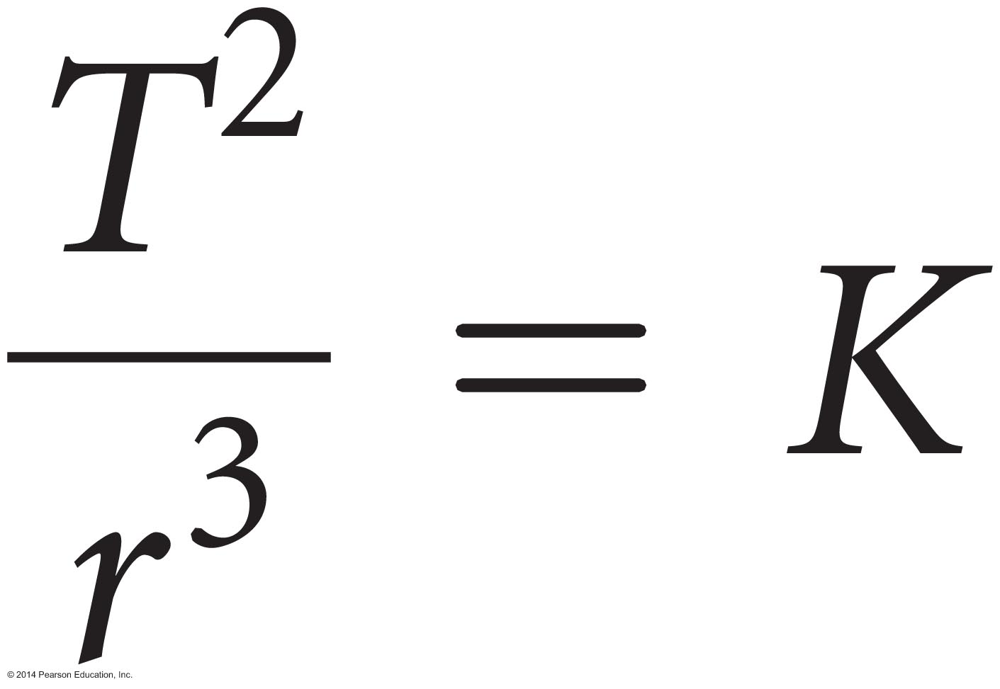 T²
r³
= K
© 2014 Pearson Education, Inc.